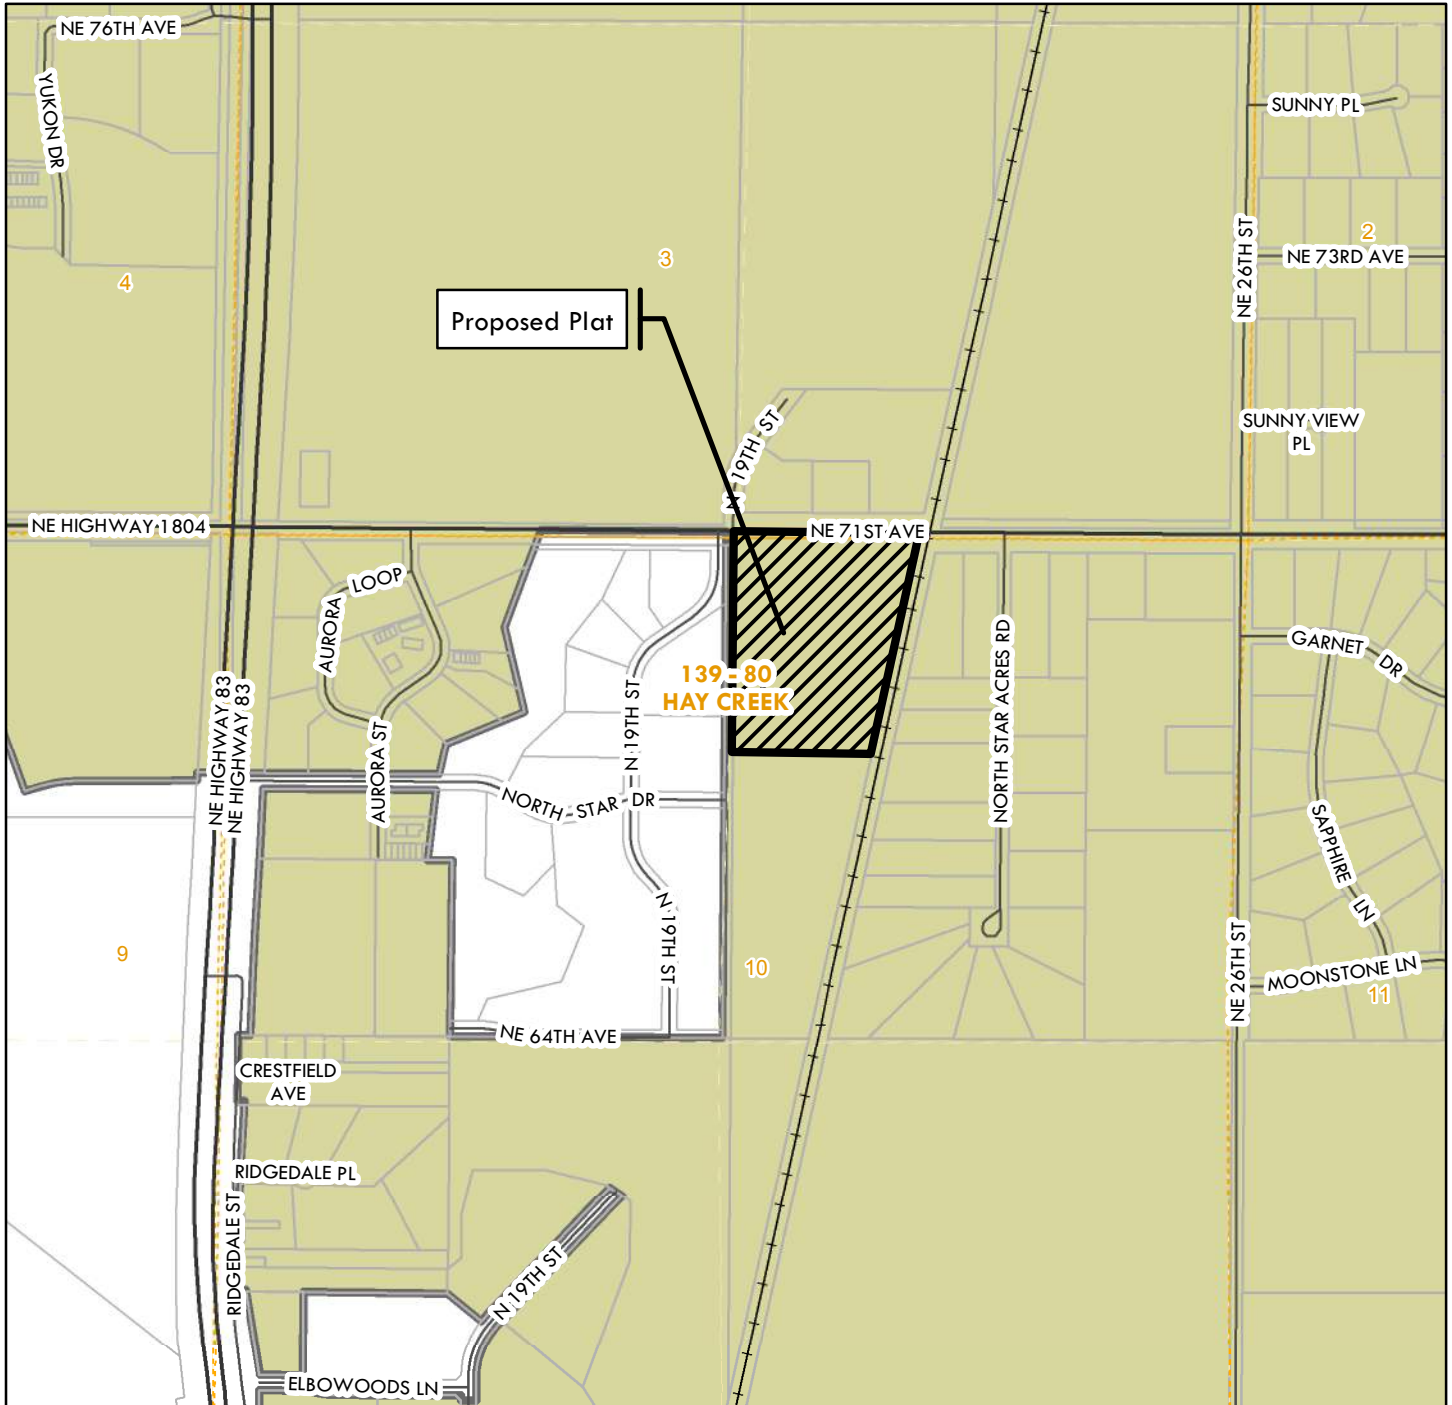 NE 76TH AVE
YUKON DR
SUNNY PL
2
NE 73RD AVE
NE 26TH ST
3
4
Proposed Plat
N 19TH ST
SUNNY VIEW
PL
NE HIGHWAY 1804
NE 71ST AVE
AURORA LOOP
GARNET DR
139 - 80
HAY CREEK
N 19TH ST
NORTH STAR ACRES RD
NE HIGHWAY 83
NE HIGHWAY 83
AURORA ST
NORTH STAR DR
SAPPHIRE LN
N 19TH ST
9
10
NE 26TH ST
MOONSTONE LN
11
NE 64TH AVE
CRESTFIELD
AVE
RIDGEDALE PL
RIDGEDALE ST
N 19TH ST
ELBOWOODS LN